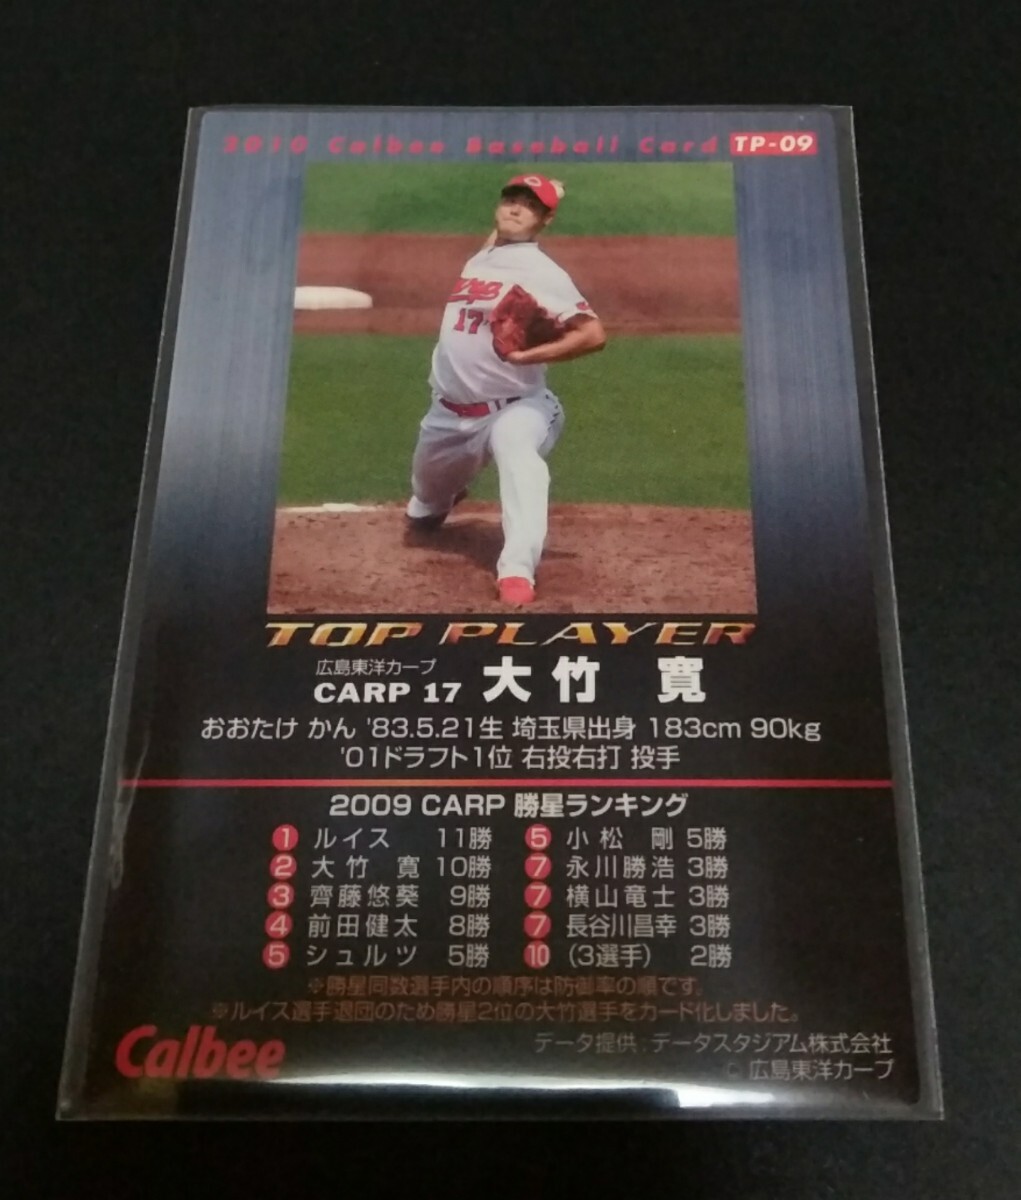 2010 Calbee Baseball Card TP-09
17
TOP PLAYER
広島東洋カープ
CARP 17 大竹 寛
おおたけ かん '83.5.21生 埼玉県出身 183cm 90kg
'01ドラフト1位 右投右打 投手
2009 CARP 勝星ランキング
1 ルイス 11勝 5 小松 剛 5勝
2 大竹 寛 10勝 7 永川勝浩 3勝
3 齊藤悠葵 9勝 7 横山竜士 3勝
4 前田健太 8勝 7 長谷川昌幸 3勝
5 シュルツ 5勝 10 (3選手) 2勝
※勝星同数選手内の順序は防御率の順です。
※ルイス選手退団のため勝星2位の大竹選手をカード化しました。
Calbee
データ提供:データスタジアム株式会社
© 広島東洋カープ